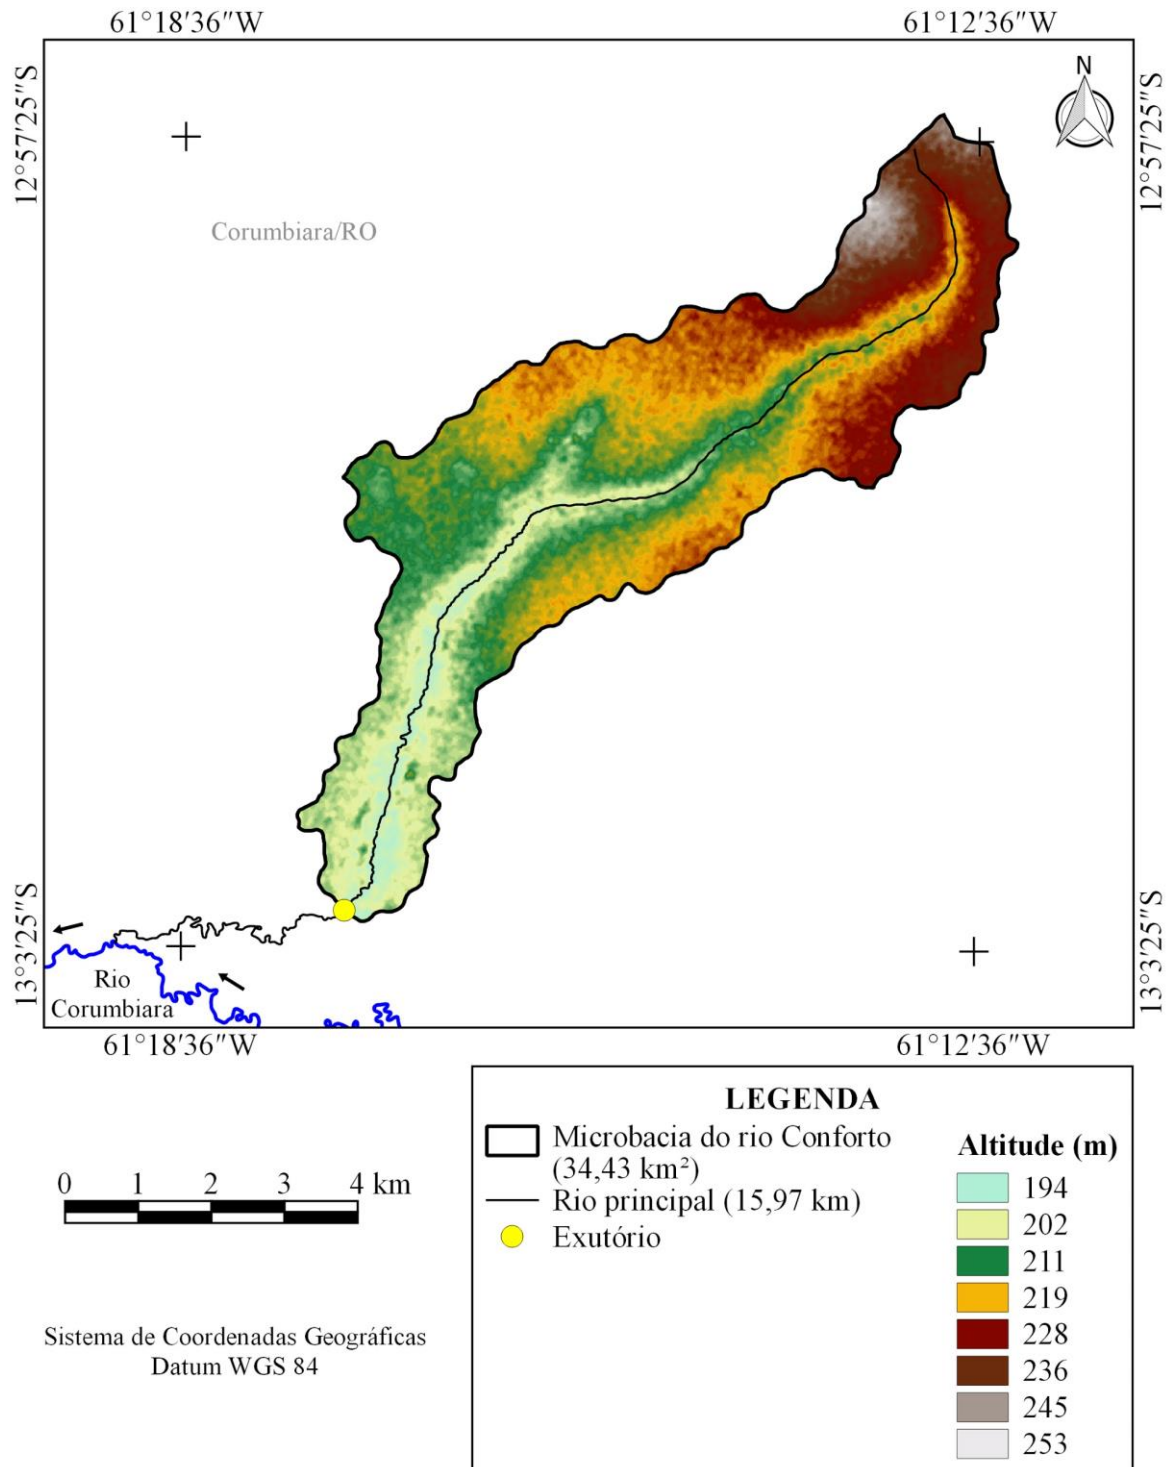 61°18'36"W
61°12'36"W
N
12°57'25"S
12°57'25"S
Corumbiara/RO
13°3'25"S
13°3'25"S
Rio
Corumbiara
61°18'36"W
61°12'36"W
LEGENDA
Microbacia do rio Conforto
(34,43 km²)
Rio principal (15,97 km)
Exutório
Altitude (m)
194
202
211
219
228
236
245
253
0 1 2 3 4 km
Sistema de Coordenadas Geográficas
Datum WGS 84